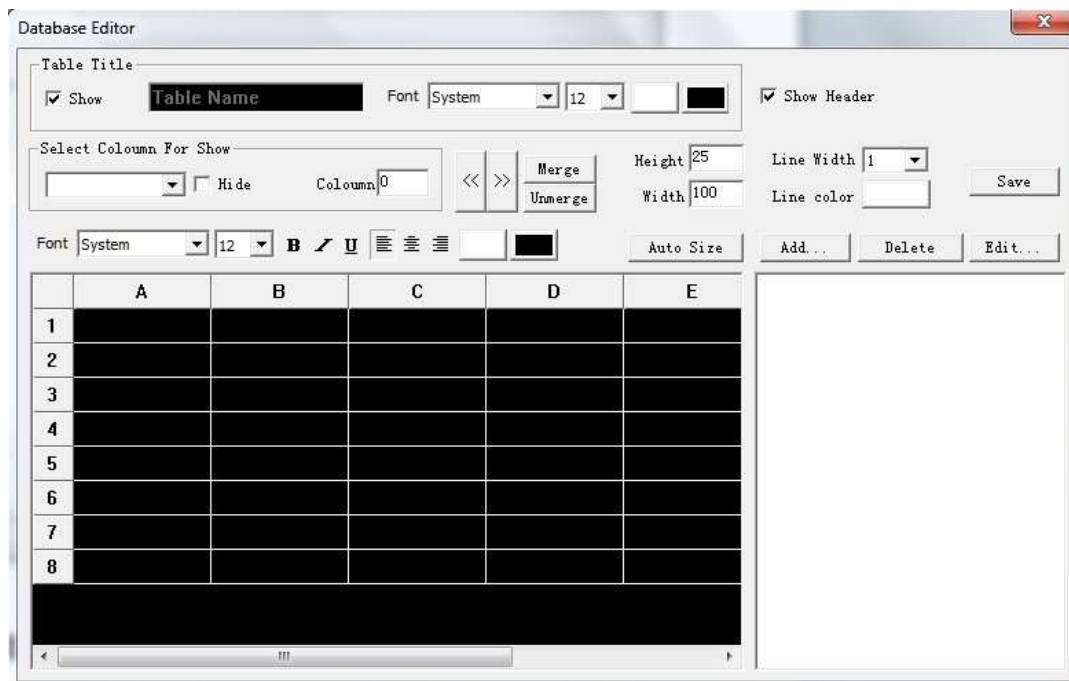 Database Editor
Table Title
Show Table Name Font System 12 Show Header
Select Coloumn For Show
Hide Coloumn 0 << >> Merge Unmerge Height 25 Width 100 Line Width 1 Line color Save
Font System 12 B I U Auto Size Add... Delete Edit...
A B C D E
1
2
3
4
5
6
7
8